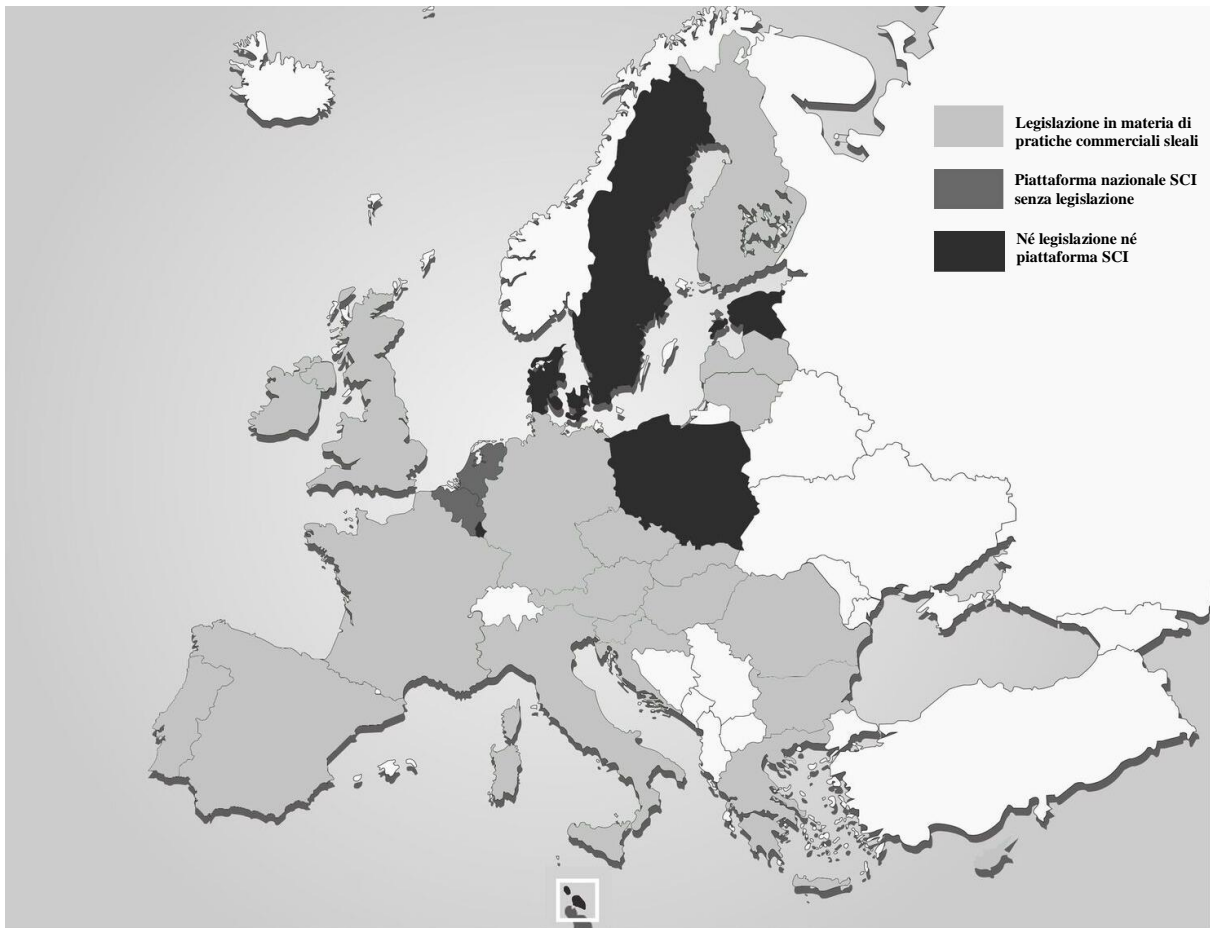 Legislazione in materia di
pratiche commerciali sleali
Piattaforma nazionale SCI
senza legislazione
Né legislazione né
piattaforma SCI